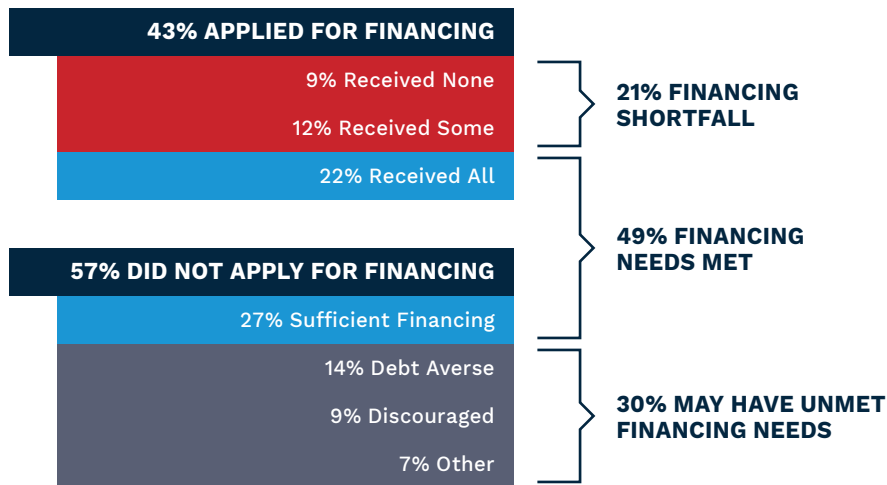 43% APPLIED FOR FINANCING
9% Received None
12% Received Some
22% Received All
21% FINANCING
SHORTFALL
49% FINANCING
NEEDS MET
57% DID NOT APPLY FOR FINANCING
27% Sufficient Financing
14% Debt Averse
9% Discouraged
7% Other
30% MAY HAVE UNMET
FINANCING NEEDS